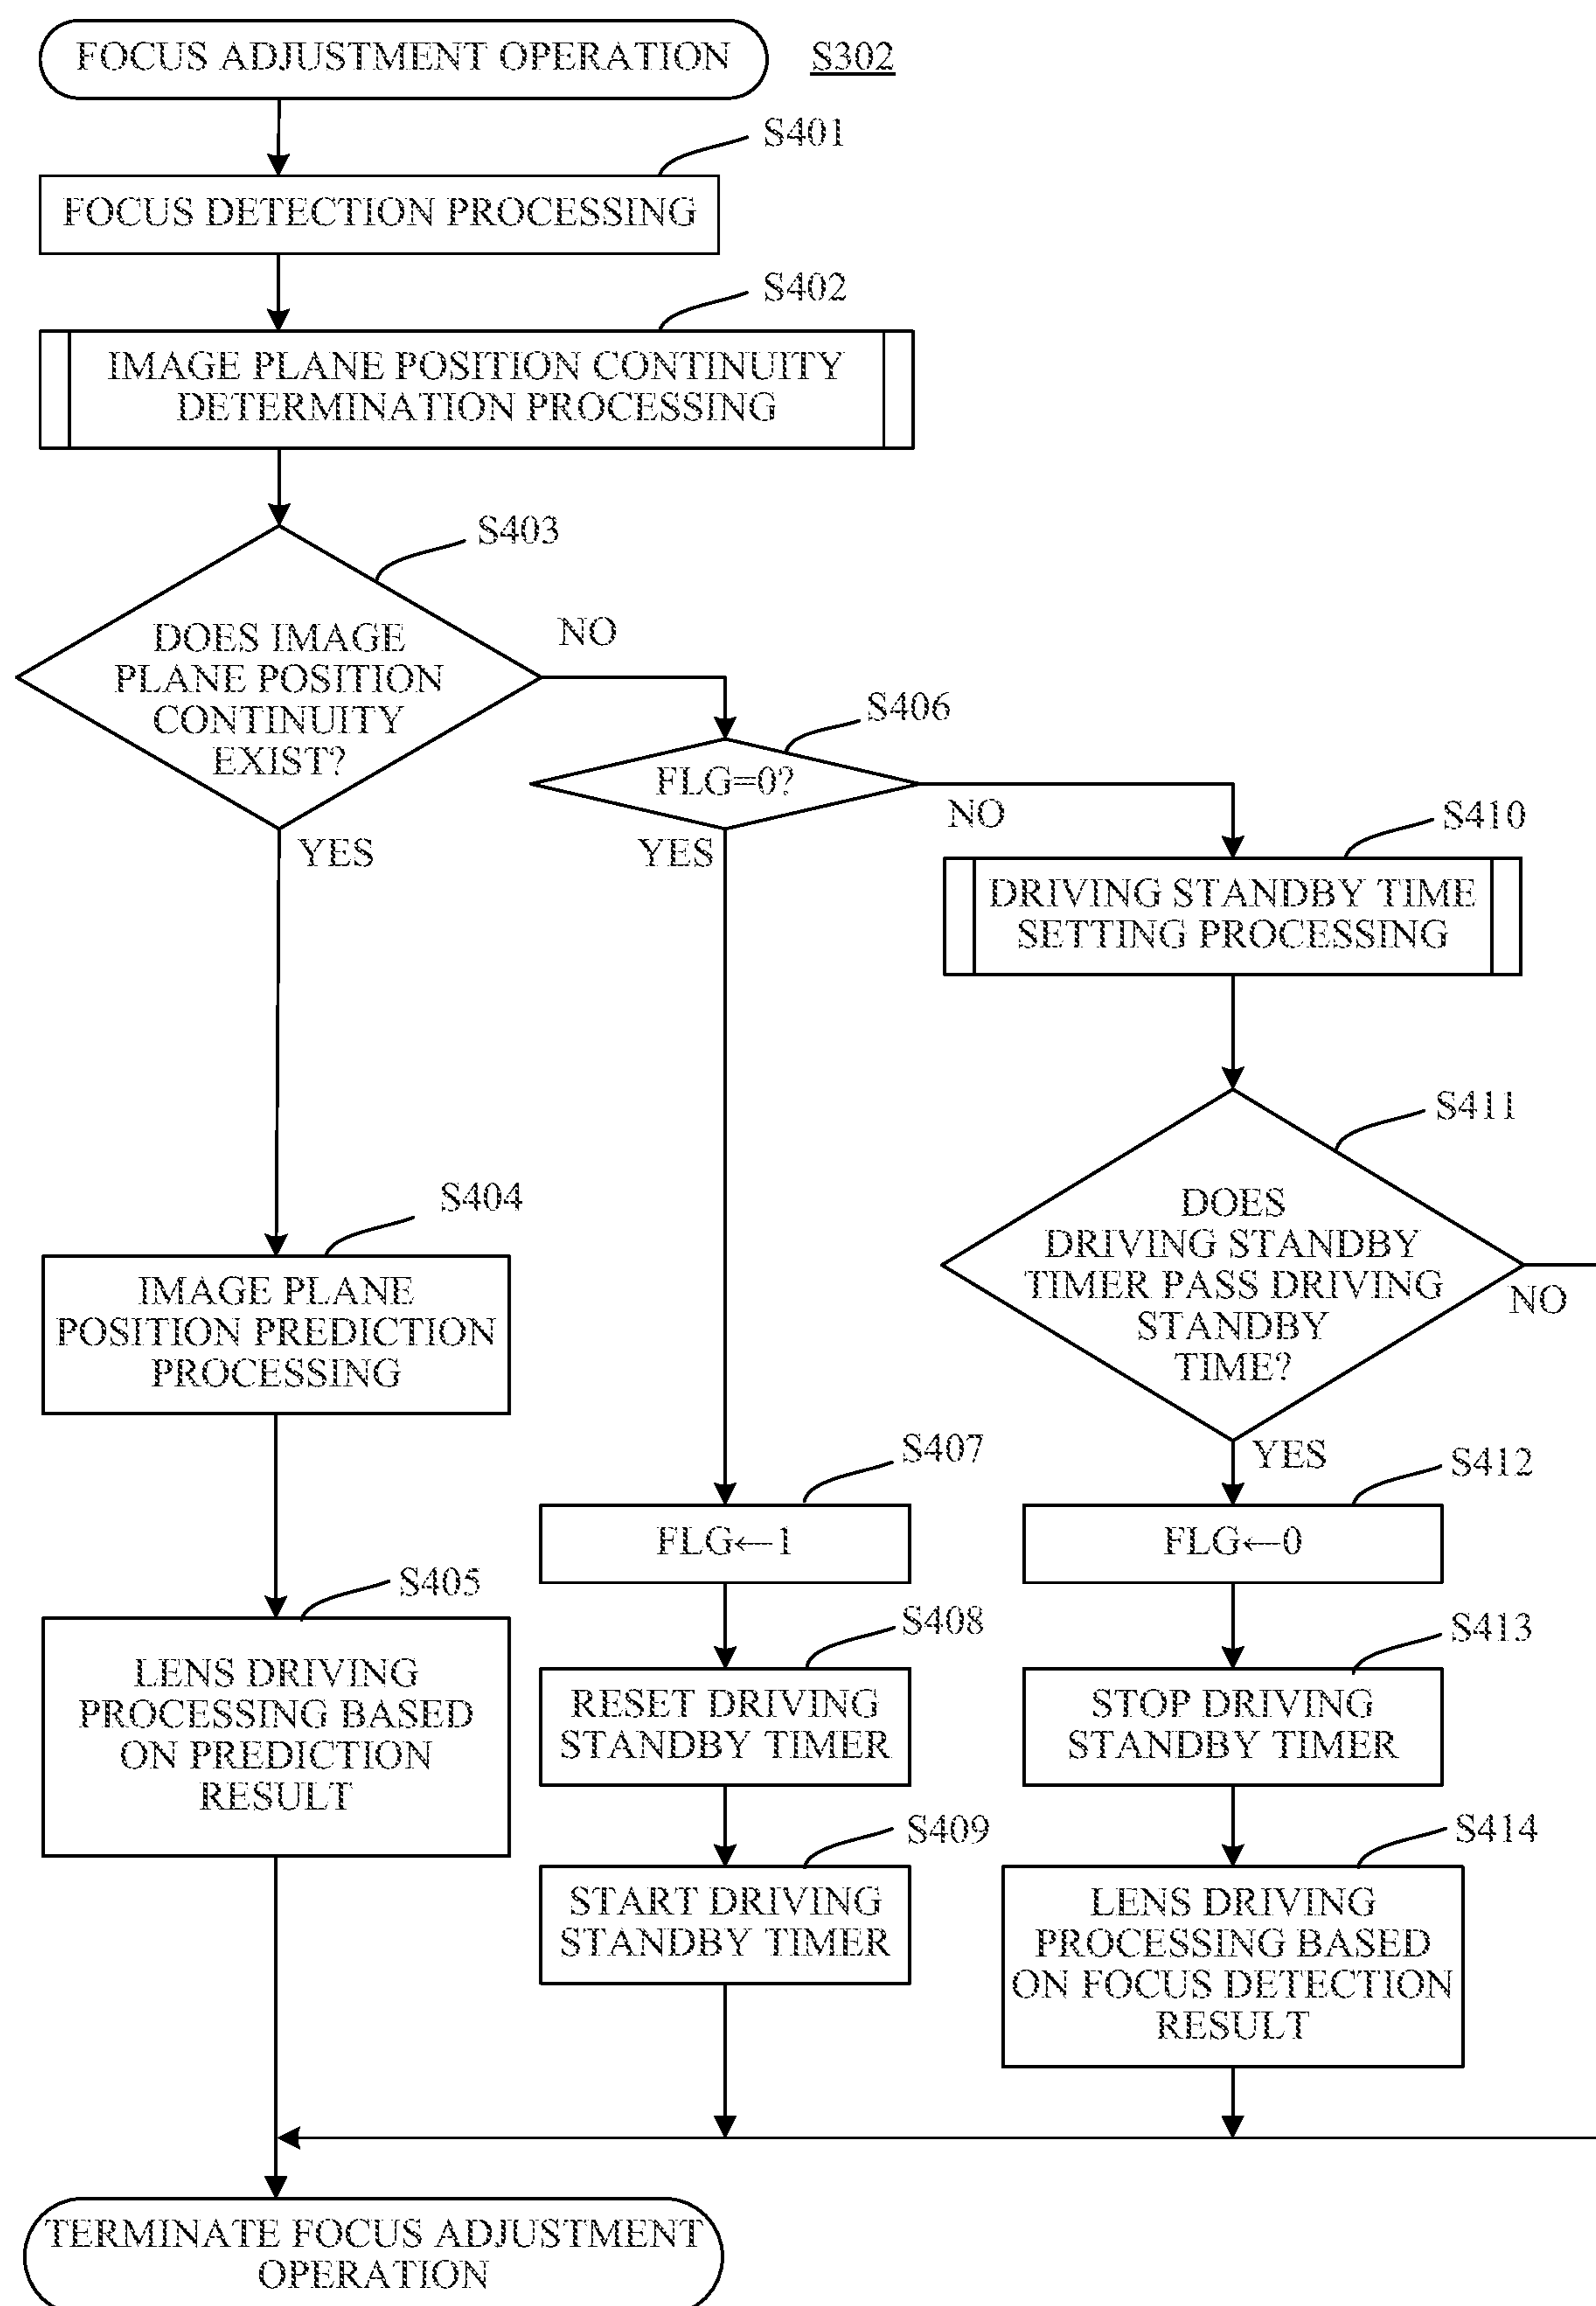 FOCUS ADJUSTMENT OPERATION
S302
S401
FOCUS DETECTION PROCESSING
S402
IMAGE PLANE POSITION CONTINUITY
DETERMINATION PROCESSING
S403
DOES IMAGE
PLANE POSITION
CONTINUITY
EXIST?
NO
YES
S406
FLG=0?
NO
YES
S410
DRIVING STANDBY TIME
SETTING PROCESSING
S411
DOES
DRIVING STANDBY
TIMER PASS DRIVING
STANDBY
TIME?
NO
YES
S404
IMAGE PLANE
POSITION PREDICTION
PROCESSING
S405
LENS DRIVING
PROCESSING BASED
ON PREDICTION
RESULT
S407
FLG←1
S408
RESET DRIVING
STANDBY TIMER
S409
START DRIVING
STANDBY TIMER
S412
FLG←0
S413
STOP DRIVING
STANDBY TIMER
S414
LENS DRIVING
PROCESSING BASED
ON FOCUS DETECTION
RESULT
TERMINATE FOCUS ADJUSTMENT
OPERATION